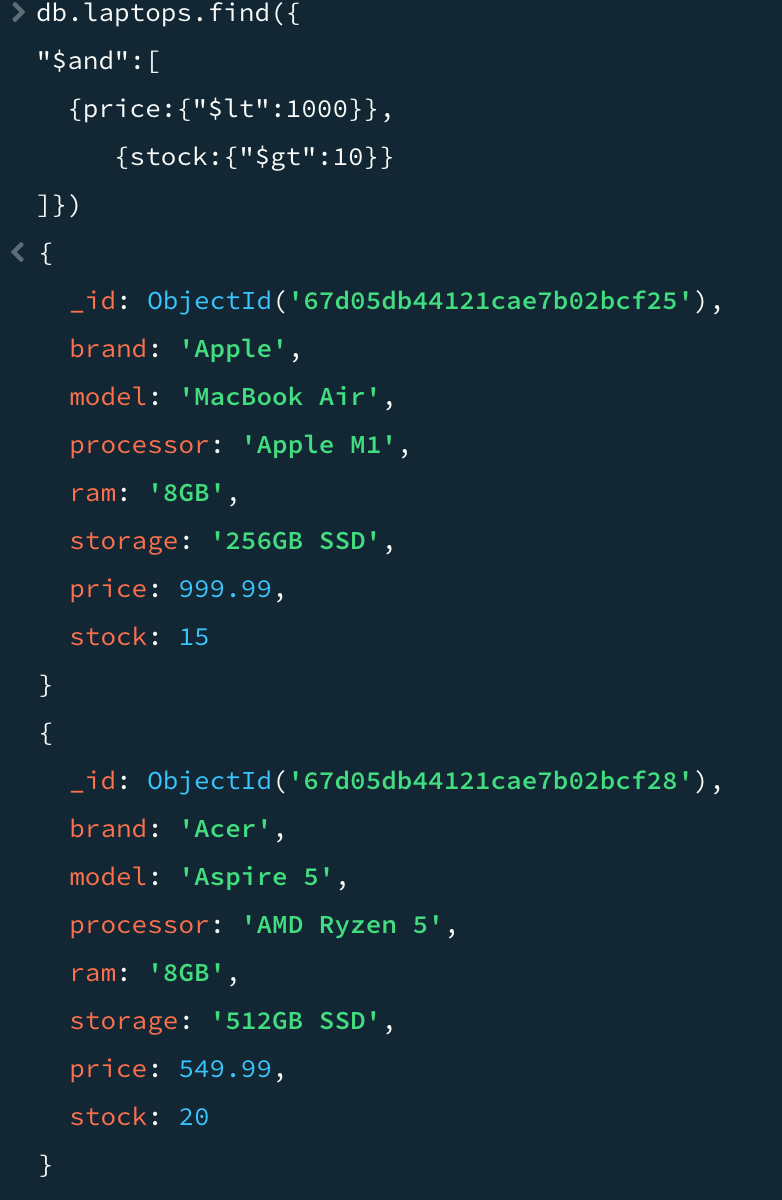 > db.laptops.find({
"$and":[
{price:{"$lt":1000}},
{stock:{"$gt":10}}
]})
< {
_id: ObjectId('67d05db44121cae7b02bcf25'),
brand: 'Apple',
model: 'MacBook Air',
processor: 'Apple M1',
ram: '8GB',
storage: '256GB SSD',
price: 999.99,
stock: 15
}
{
_id: ObjectId('67d05db44121cae7b02bcf28'),
brand: 'Acer',
model: 'Aspire 5',
processor: 'AMD Ryzen 5',
ram: '8GB',
storage: '512GB SSD',
price: 549.99,
stock: 20
}